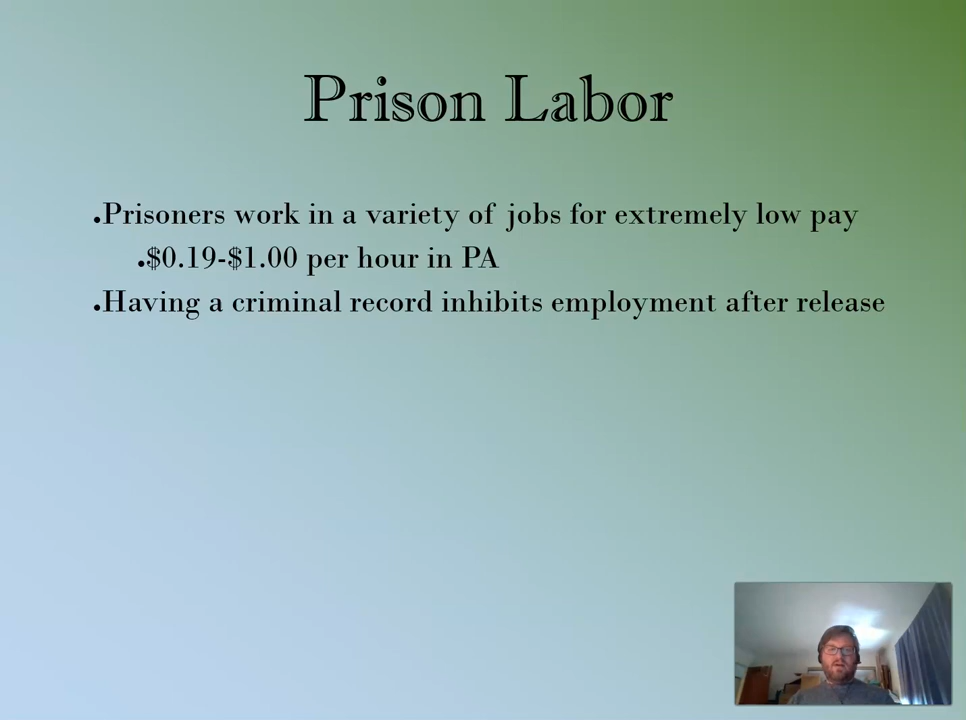 Prison Labor
•Prisoners work in a variety of jobs for extremely low pay
•$0.19-$1.00 per hour in PA
•Having a criminal record inhibits employment after release